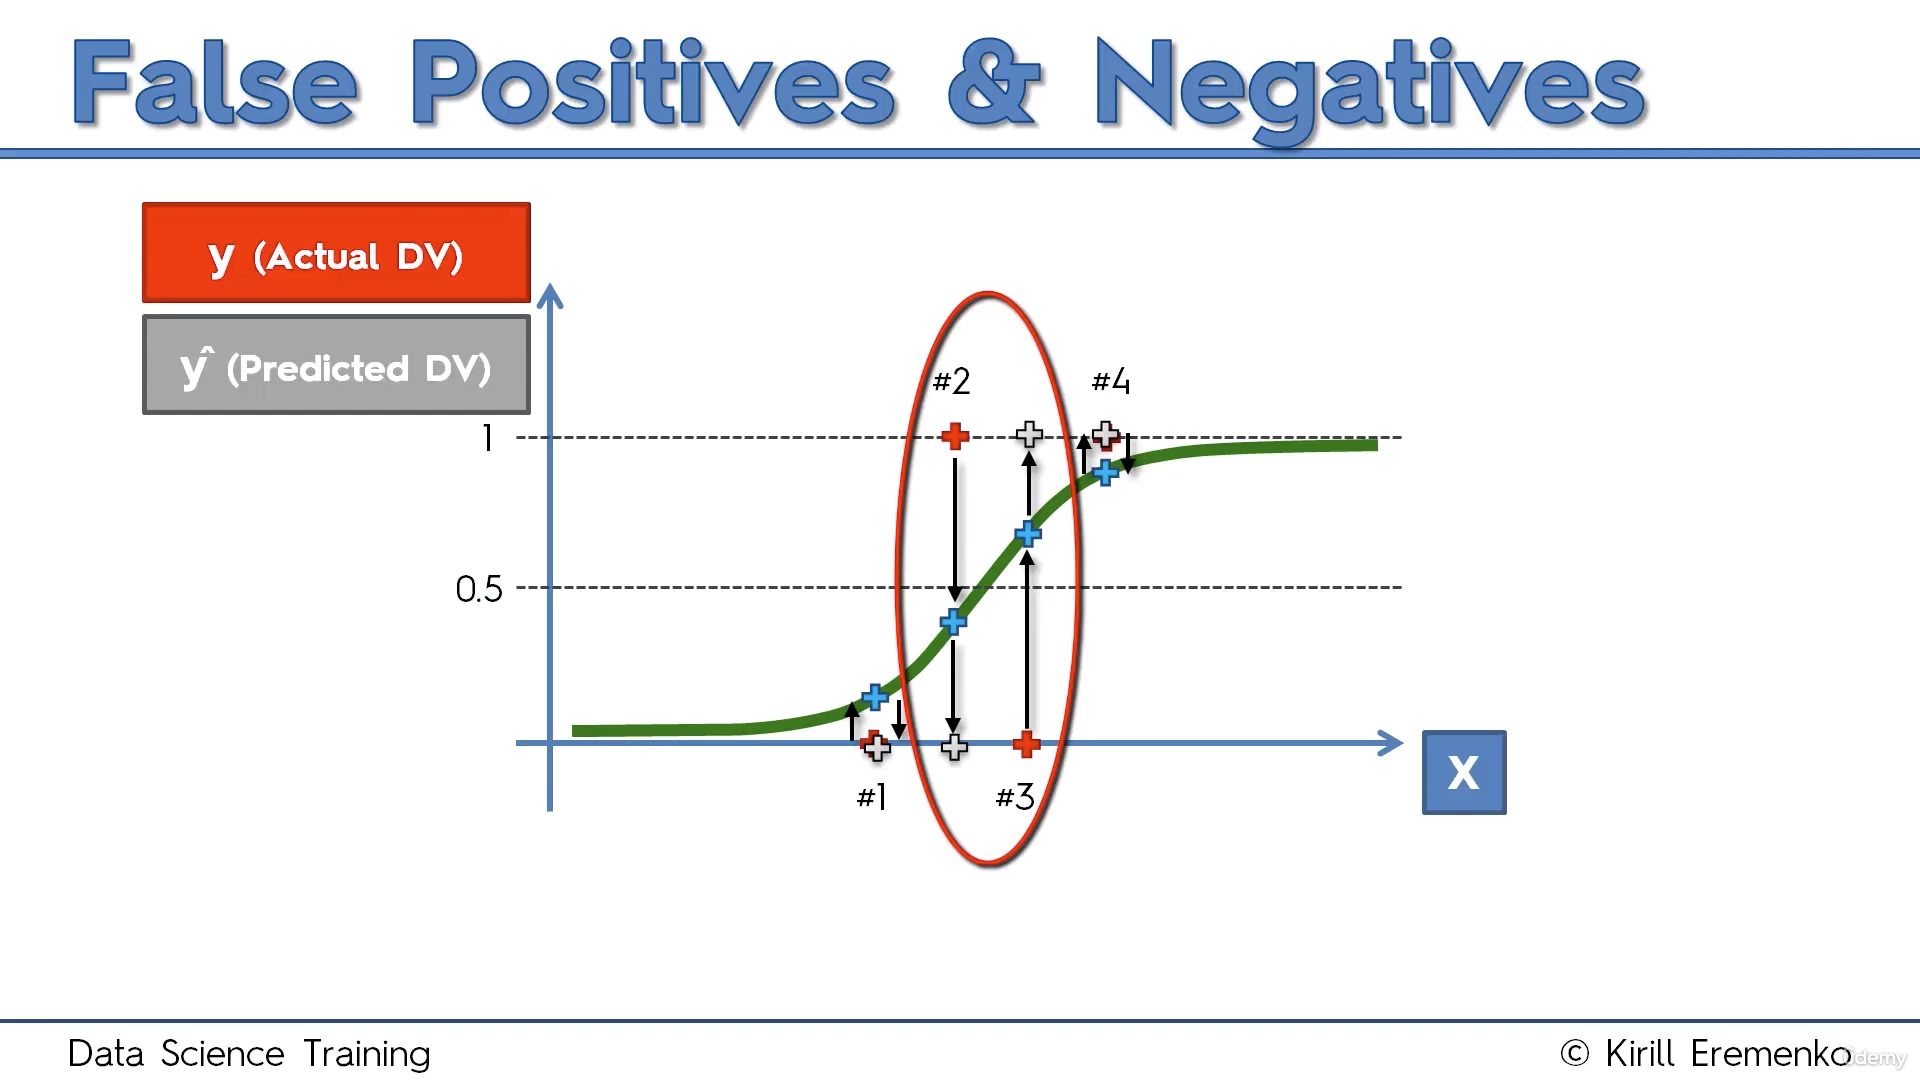 False Positives & Negatives
y (Actual DV)
ŷ (Predicted DV)
#2
#4
1
0.5
X
#1
#3
Data Science Training
© Kirill Eremenko
Udemy